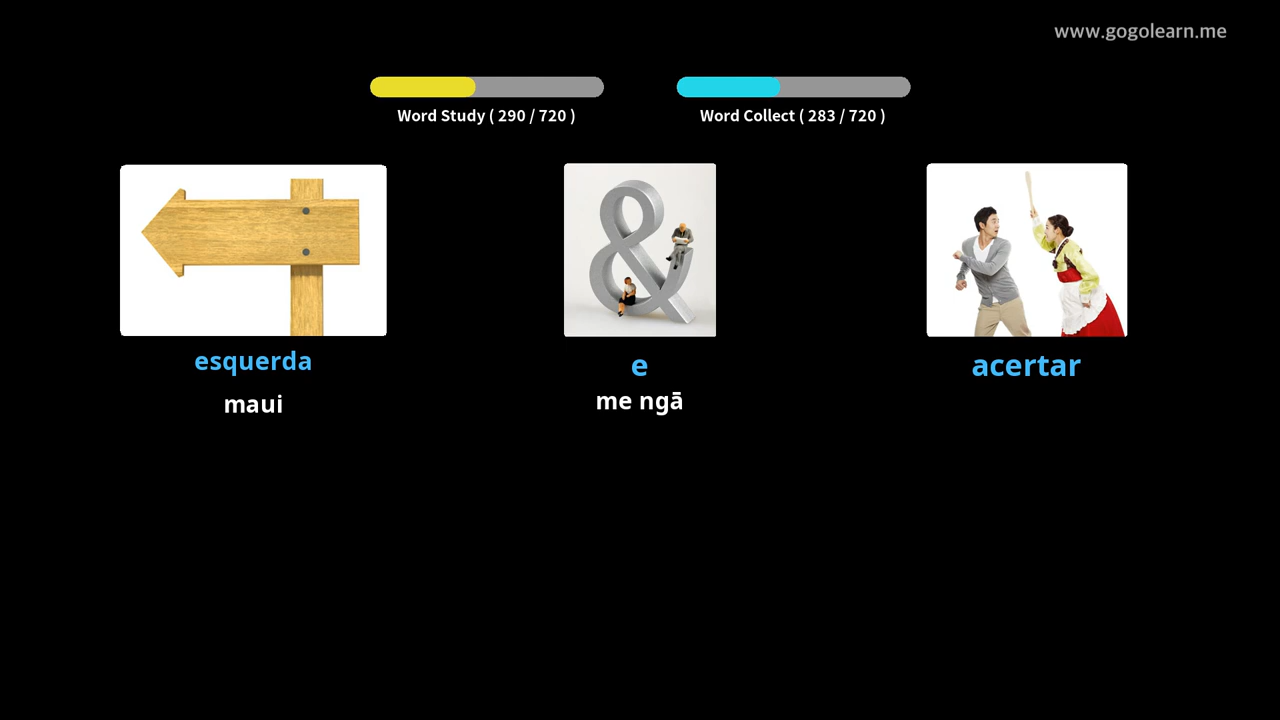 www.gogolearn.me
Word Study ( 290 / 720 )
Word Collect ( 283 / 720 )
esquerda
maui
e
me ngā
acertar